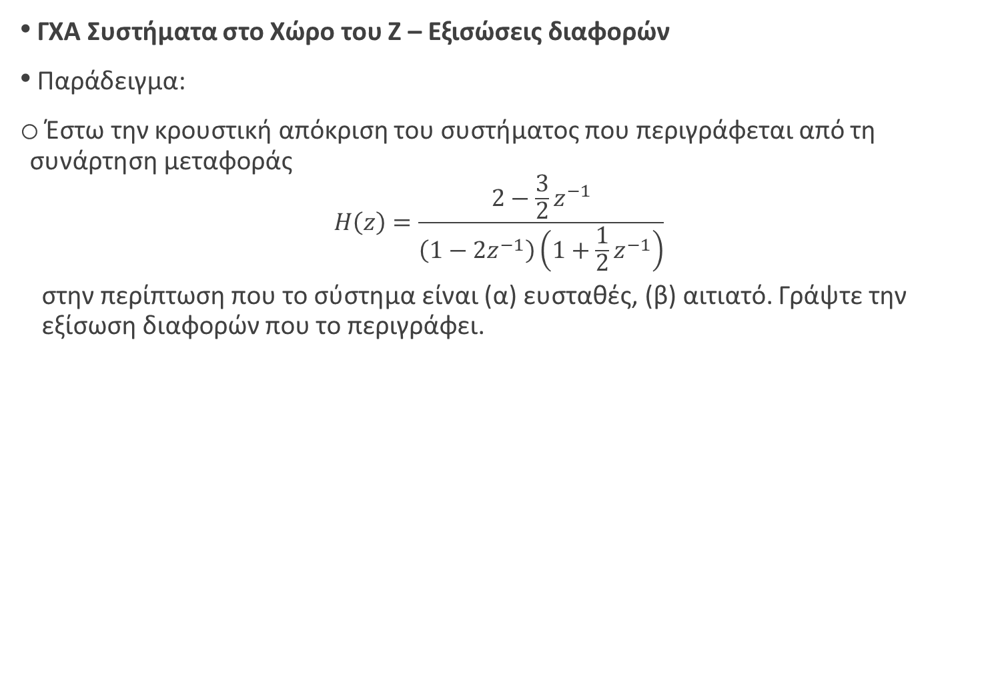 • ΓΧΑ Συστήματα στο Χώρο του Z – Εξισώσεις διαφορών
• Παράδειγμα:
○ Έστω την κρουστική απόκριση του συστήματος που περιγράφεται από τη
συνάρτηση μεταφοράς
$H(z) = \frac{2 - \frac{3}{2}z^{-1}}{(1 - 2z^{-1})\left(1 + \frac{1}{2}z^{-1}\right)}$
στην περίπτωση που το σύστημα είναι (α) ευσταθές, (β) αιτιατό. Γράψτε την
εξίσωση διαφορών που το περιγράφει.